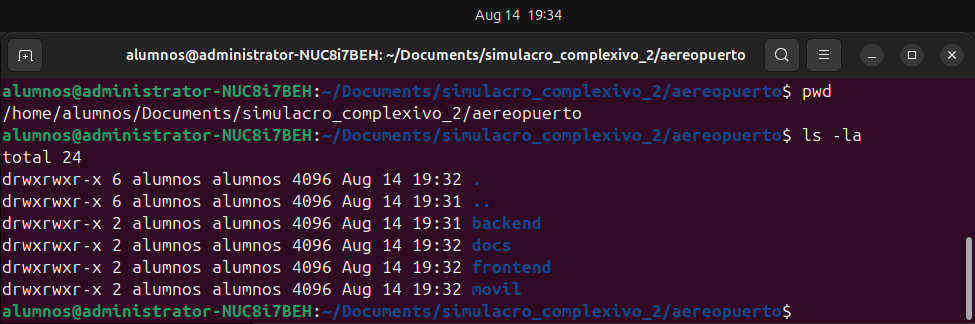 Aug 14 19:34
alumnos@administrator-NUC8i7BEH: ~/Documents/simulacro_complexivo_2/aereopuerto
alumnos@administrator-NUC8i7BEH:~/Documents/simulacro_complexivo_2/aereopuerto$ pwd
/home/alumnos/Documents/simulacro_complexivo_2/aereopuerto
alumnos@administrator-NUC8i7BEH:~/Documents/simulacro_complexivo_2/aereopuerto$ ls -la
total 24
drwxrwxr-x 6 alumnos alumnos 4096 Aug 14 19:32 .
drwxrwxr-x 6 alumnos alumnos 4096 Aug 14 19:31 ..
drwxrwxr-x 2 alumnos alumnos 4096 Aug 14 19:31 backend
drwxrwxr-x 2 alumnos alumnos 4096 Aug 14 19:32 docs
drwxrwxr-x 2 alumnos alumnos 4096 Aug 14 19:32 frontend
drwxrwxr-x 2 alumnos alumnos 4096 Aug 14 19:32 movil
alumnos@administrator-NUC8i7BEH:~/Documents/simulacro_complexivo_2/aereopuerto$